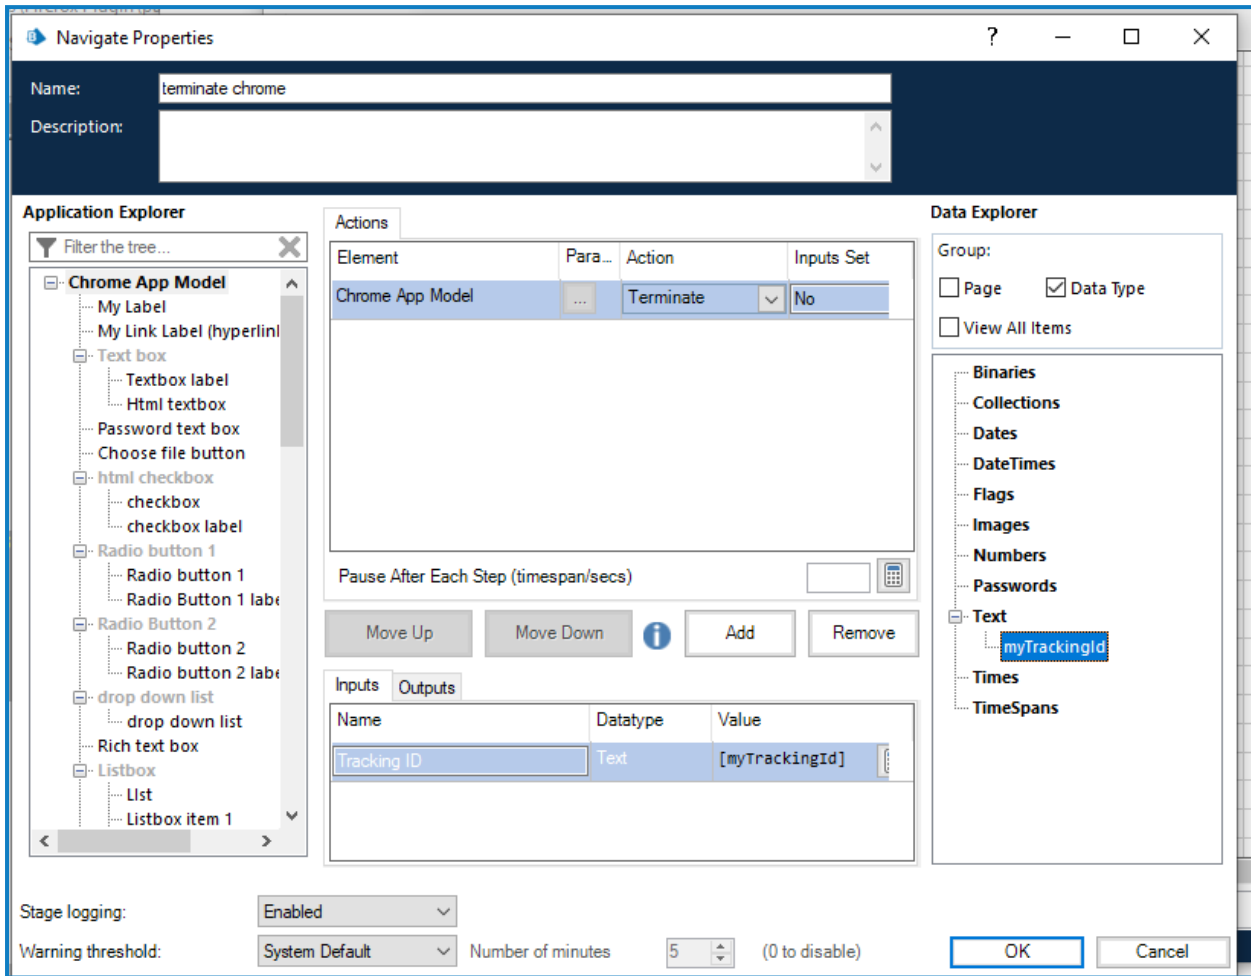 Navigate Properties
Name:
terminate chrome
Description:
Application Explorer
Filter the tree...
Chrome App Model
My Label
My Link Label (hyperlink
Text box
Textbox label
Html textbox
Password text box
Choose file button
html checkbox
checkbox
checkbox label
Radio button 1
Radio button 1
Radio Button 1 labe
Radio Button 2
Radio button 2
Radio button 2 labe
drop down list
drop down list
Rich text box
Listbox
LIst
Listbox item 1
Actions
Element Para... Action Inputs Set
Chrome App Model ... Terminate No
Pause After Each Step (timespan/secs)
Move Up Move Down i Add Remove
Inputs Outputs
Name Datatype Value
Tracking ID Text [myTrackingId]
Data Explorer
Group:
Page Data Type
View All Items
Binaries
Collections
Dates
DateTimes
Flags
Images
Numbers
Passwords
Text
myTrackingId
Times
TimeSpans
Stage logging: Enabled
Warning threshold: System Default Number of minutes 5 (0 to disable)
OK Cancel